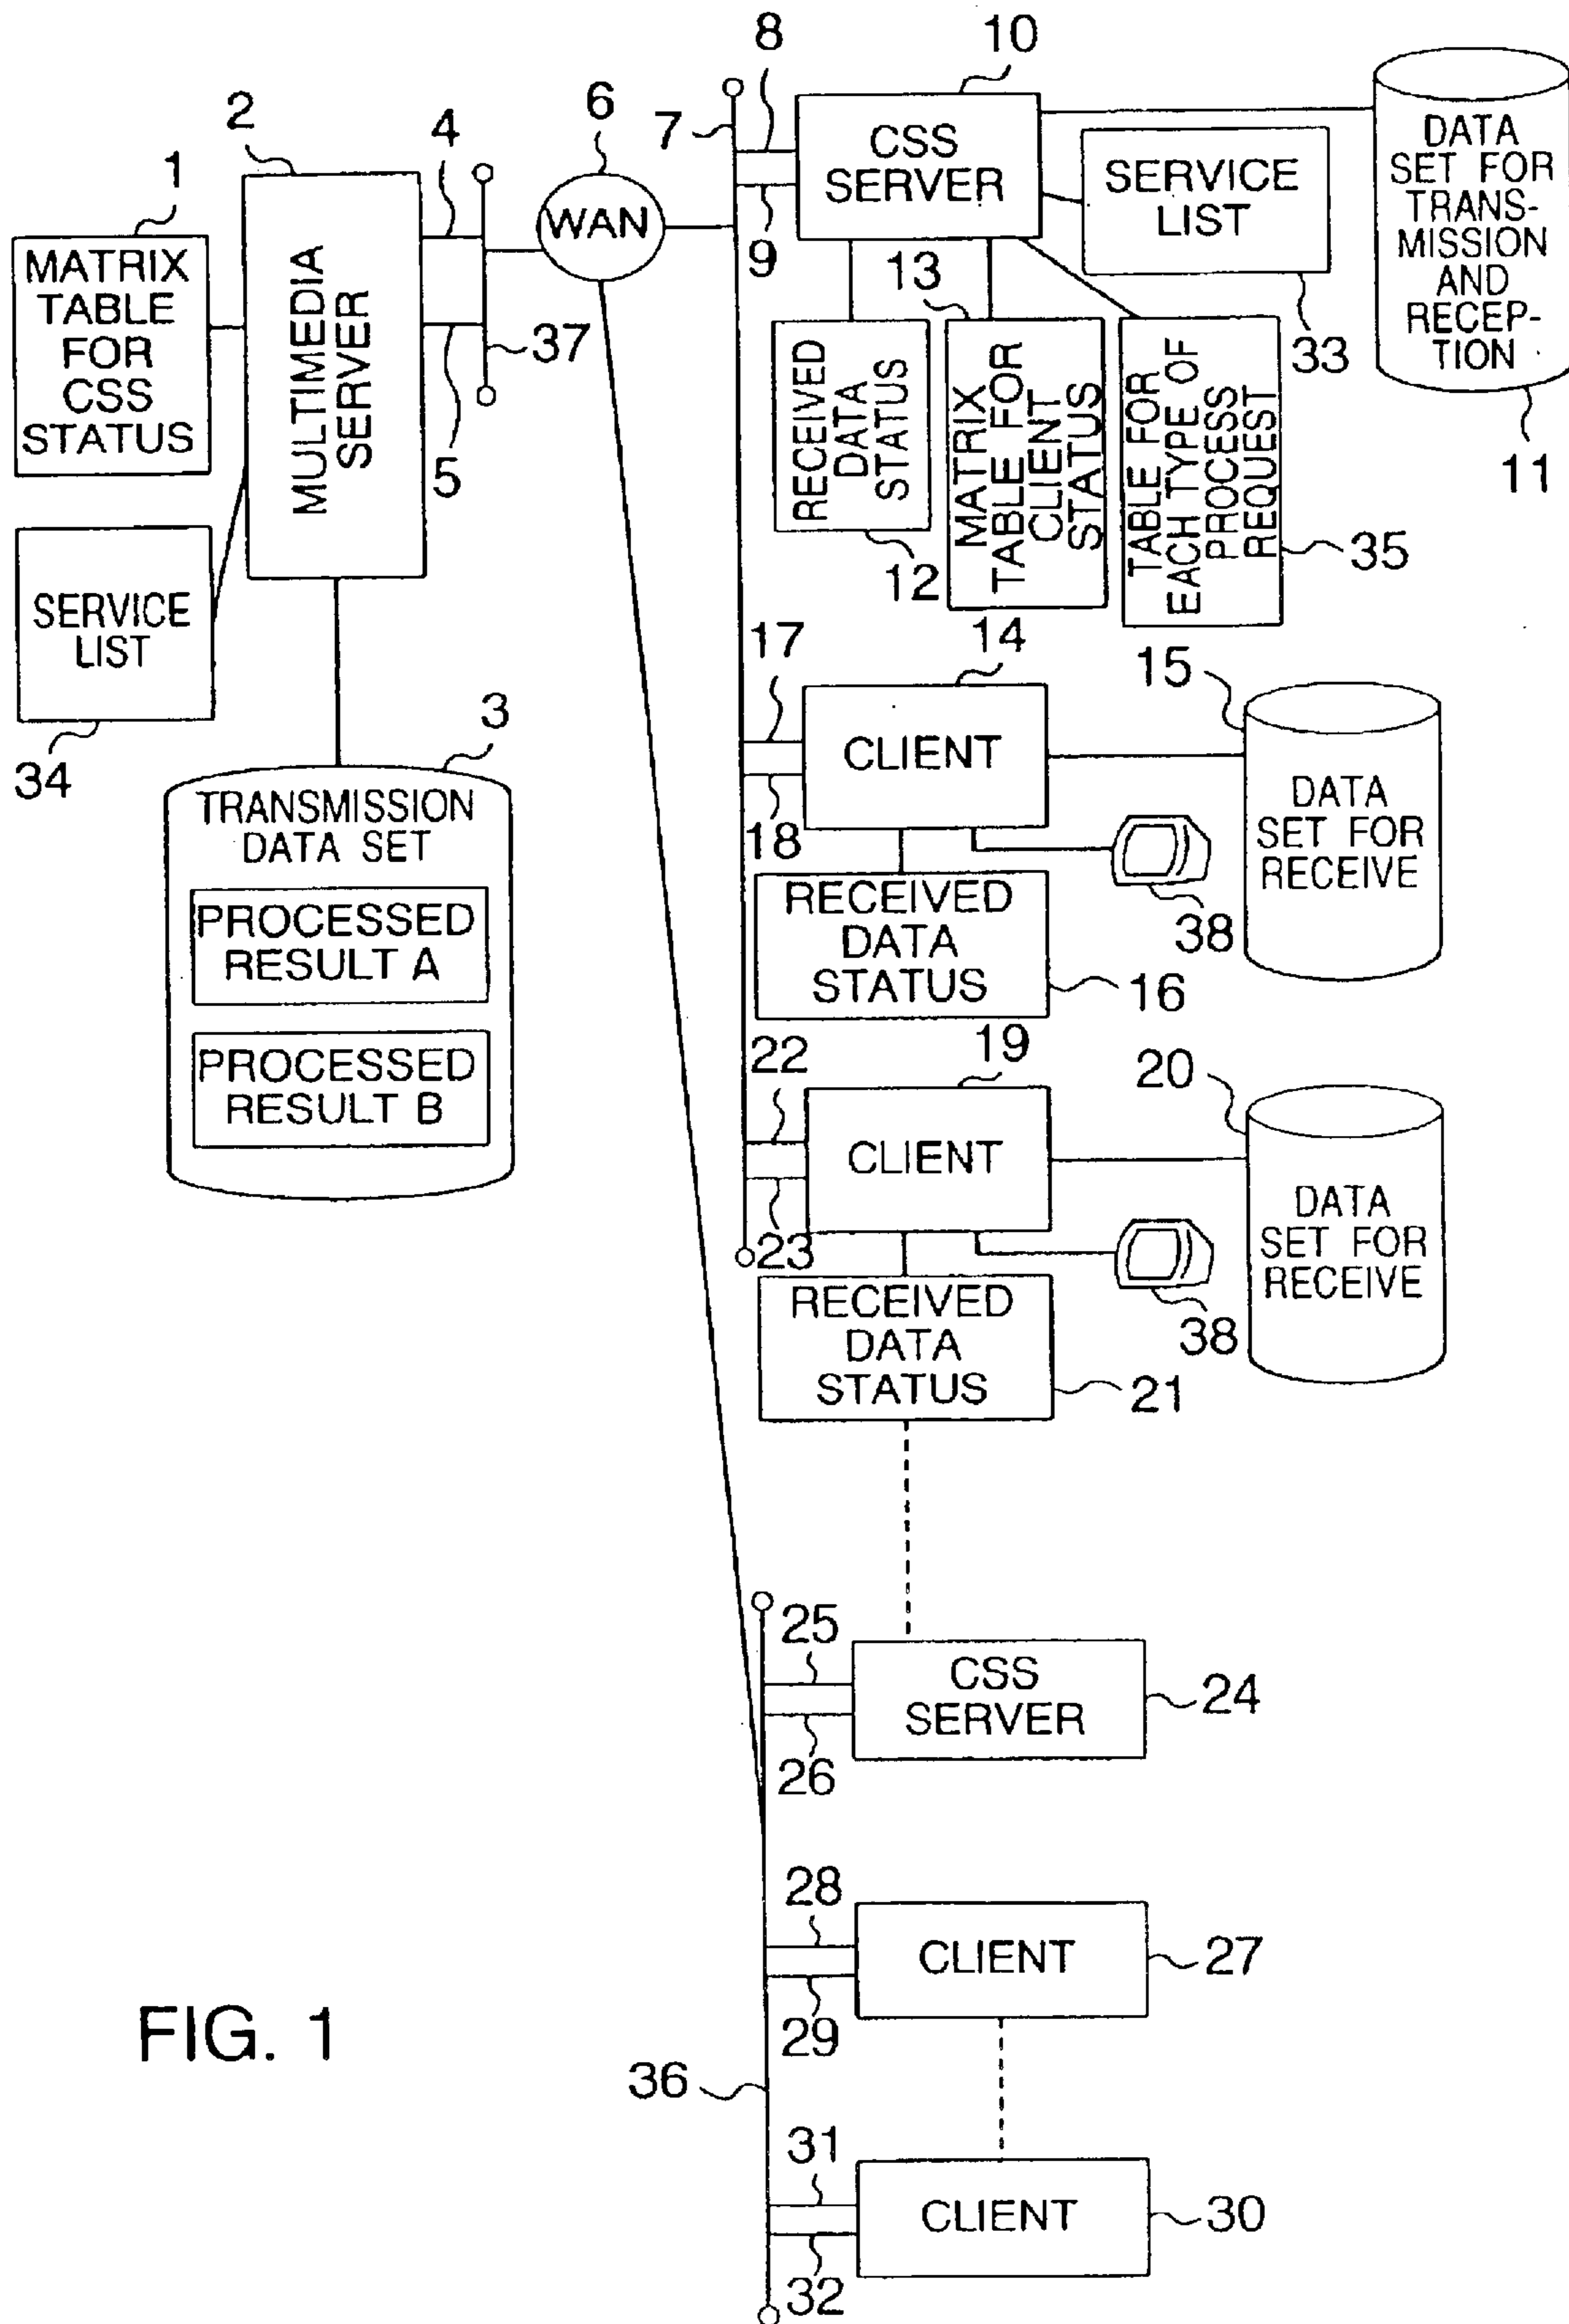 8
10
2
4
6
7
1
CSS
SERVER
DATA
SET FOR
TRANS-
MISSION
AND
RECEP-
TION
SERVICE
LIST
WAN
MATRIX
TABLE
FOR
CSS
STATUS
MULTIMEDIA
SERVER
9
13
37
33
5
11
RECEIVED
DATA
STATUS
MATRIX
TABLE FOR
CLIENT
STATUS
TABLE FOR
EACH TYPE OF
PROCESS
REQUEST
35
12
SERVICE
LIST
34
3
TRANSMISSION
DATA SET
PROCESSED
RESULT A
PROCESSED
RESULT B
17
14
15
CLIENT
18
38
DATA
SET FOR
RECEIVE
RECEIVED
DATA
STATUS
16
22
19
20
CLIENT
23
38
DATA
SET FOR
RECEIVE
RECEIVED
DATA
STATUS
21
25
CSS
SERVER
24
26
28
CLIENT
27
29
FIG. 1
36
31
CLIENT
30
32